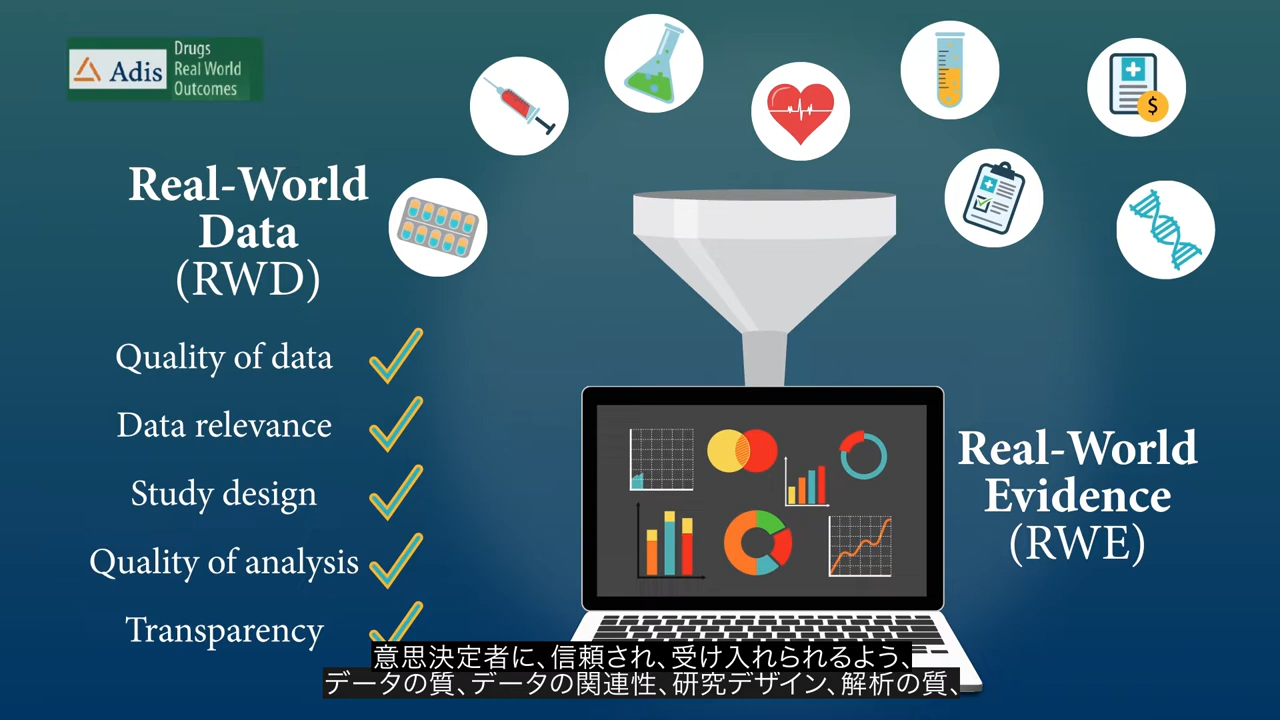 Adis
Drugs
Real World
Outcomes
Real-World
Data
(RWD)
Quality of data
Data relevance
Study design
Quality of analysis
Transparency
$
Real-World
Evidence
(RWE)
意思決定者に、信頼され、受け入れられるよう、
データの質、データの関連性、研究デザイン、解析の質、